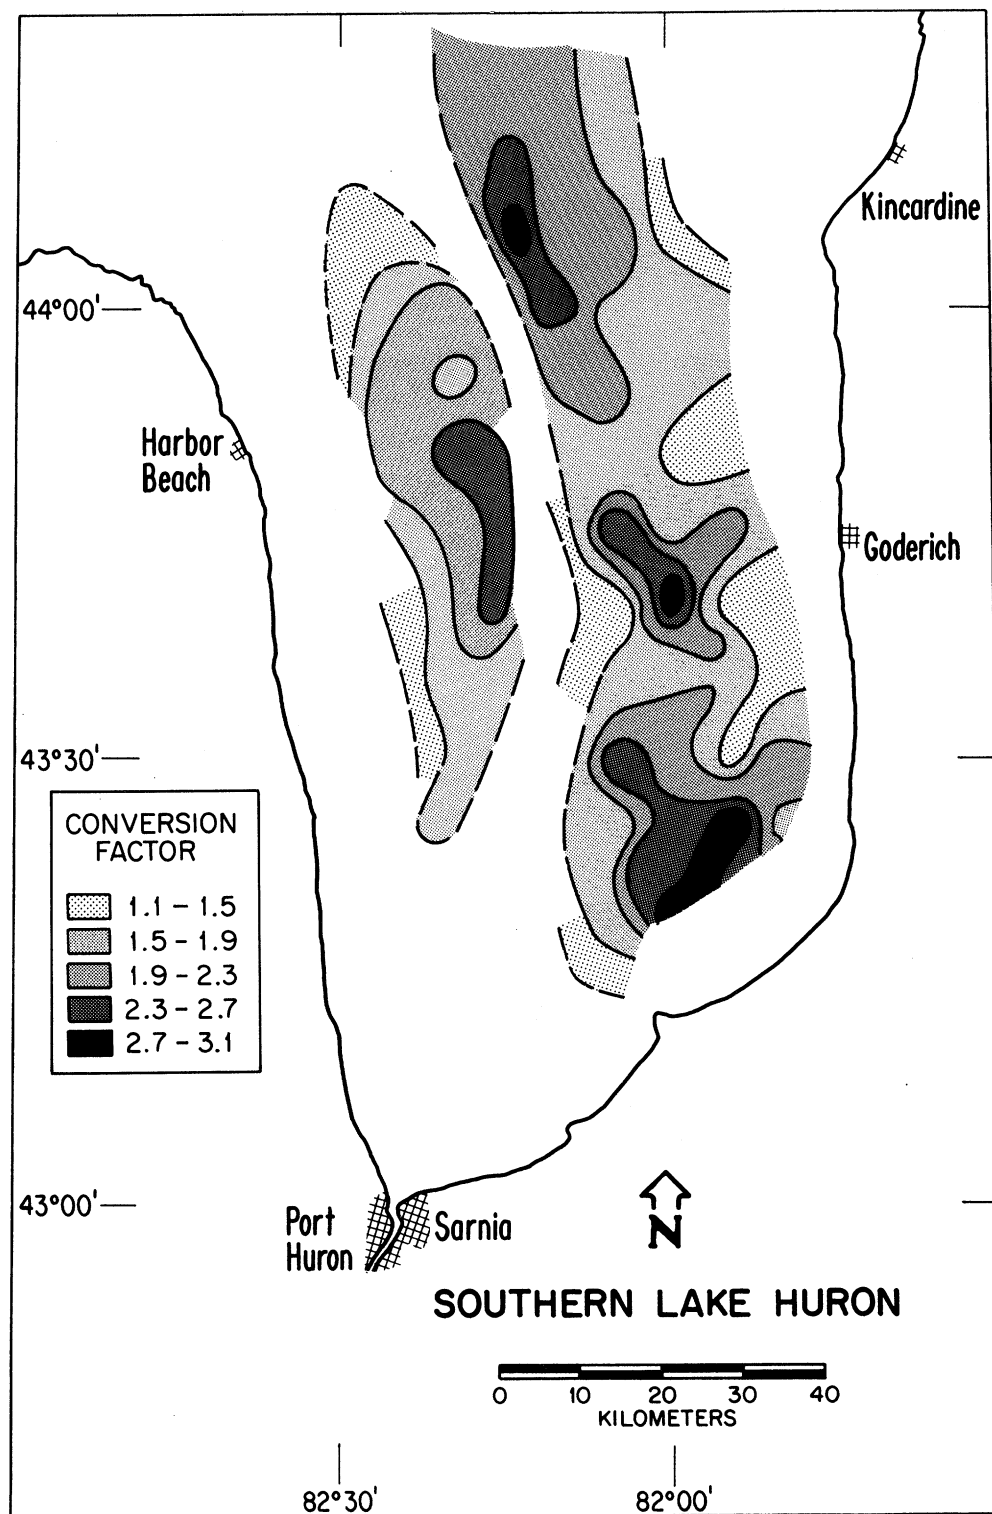 Kincardine
44°00'
Harbor
Beach
Goderich
43°30'
CONVERSION
FACTOR
1.1 – 1.5
1.5 – 1.9
1.9 – 2.3
2.3 – 2.7
2.7 – 3.1
43°00'
Port
Huron
Sarnia
N
SOUTHERN LAKE HURON
0 10 20 30 40
KILOMETERS
82°30' 82°00'